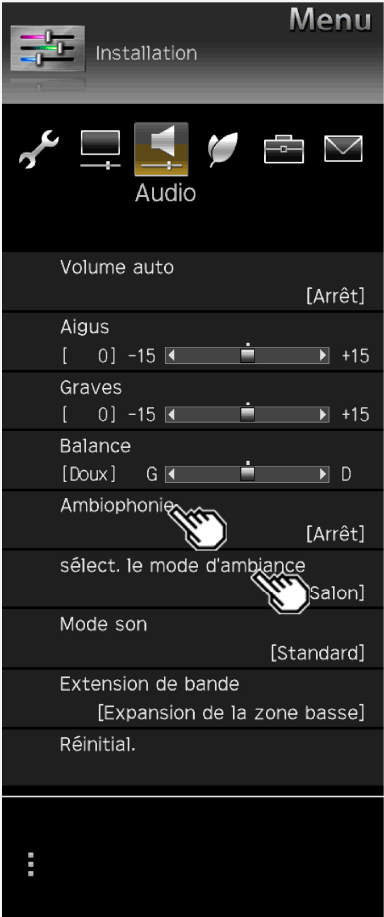 Menu
Installation
Audio
Volume auto
[Arrêt]
Aigus
[ 0] -15 +15
Graves
[ 0] -15 +15
Balance
[Doux] G D
Ambiophonie
[Arrêt]
sélect. le mode d'ambiance
[Salon]
Mode son
[Standard]
Extension de bande
[Expansion de la zone basse]
Réinitial.